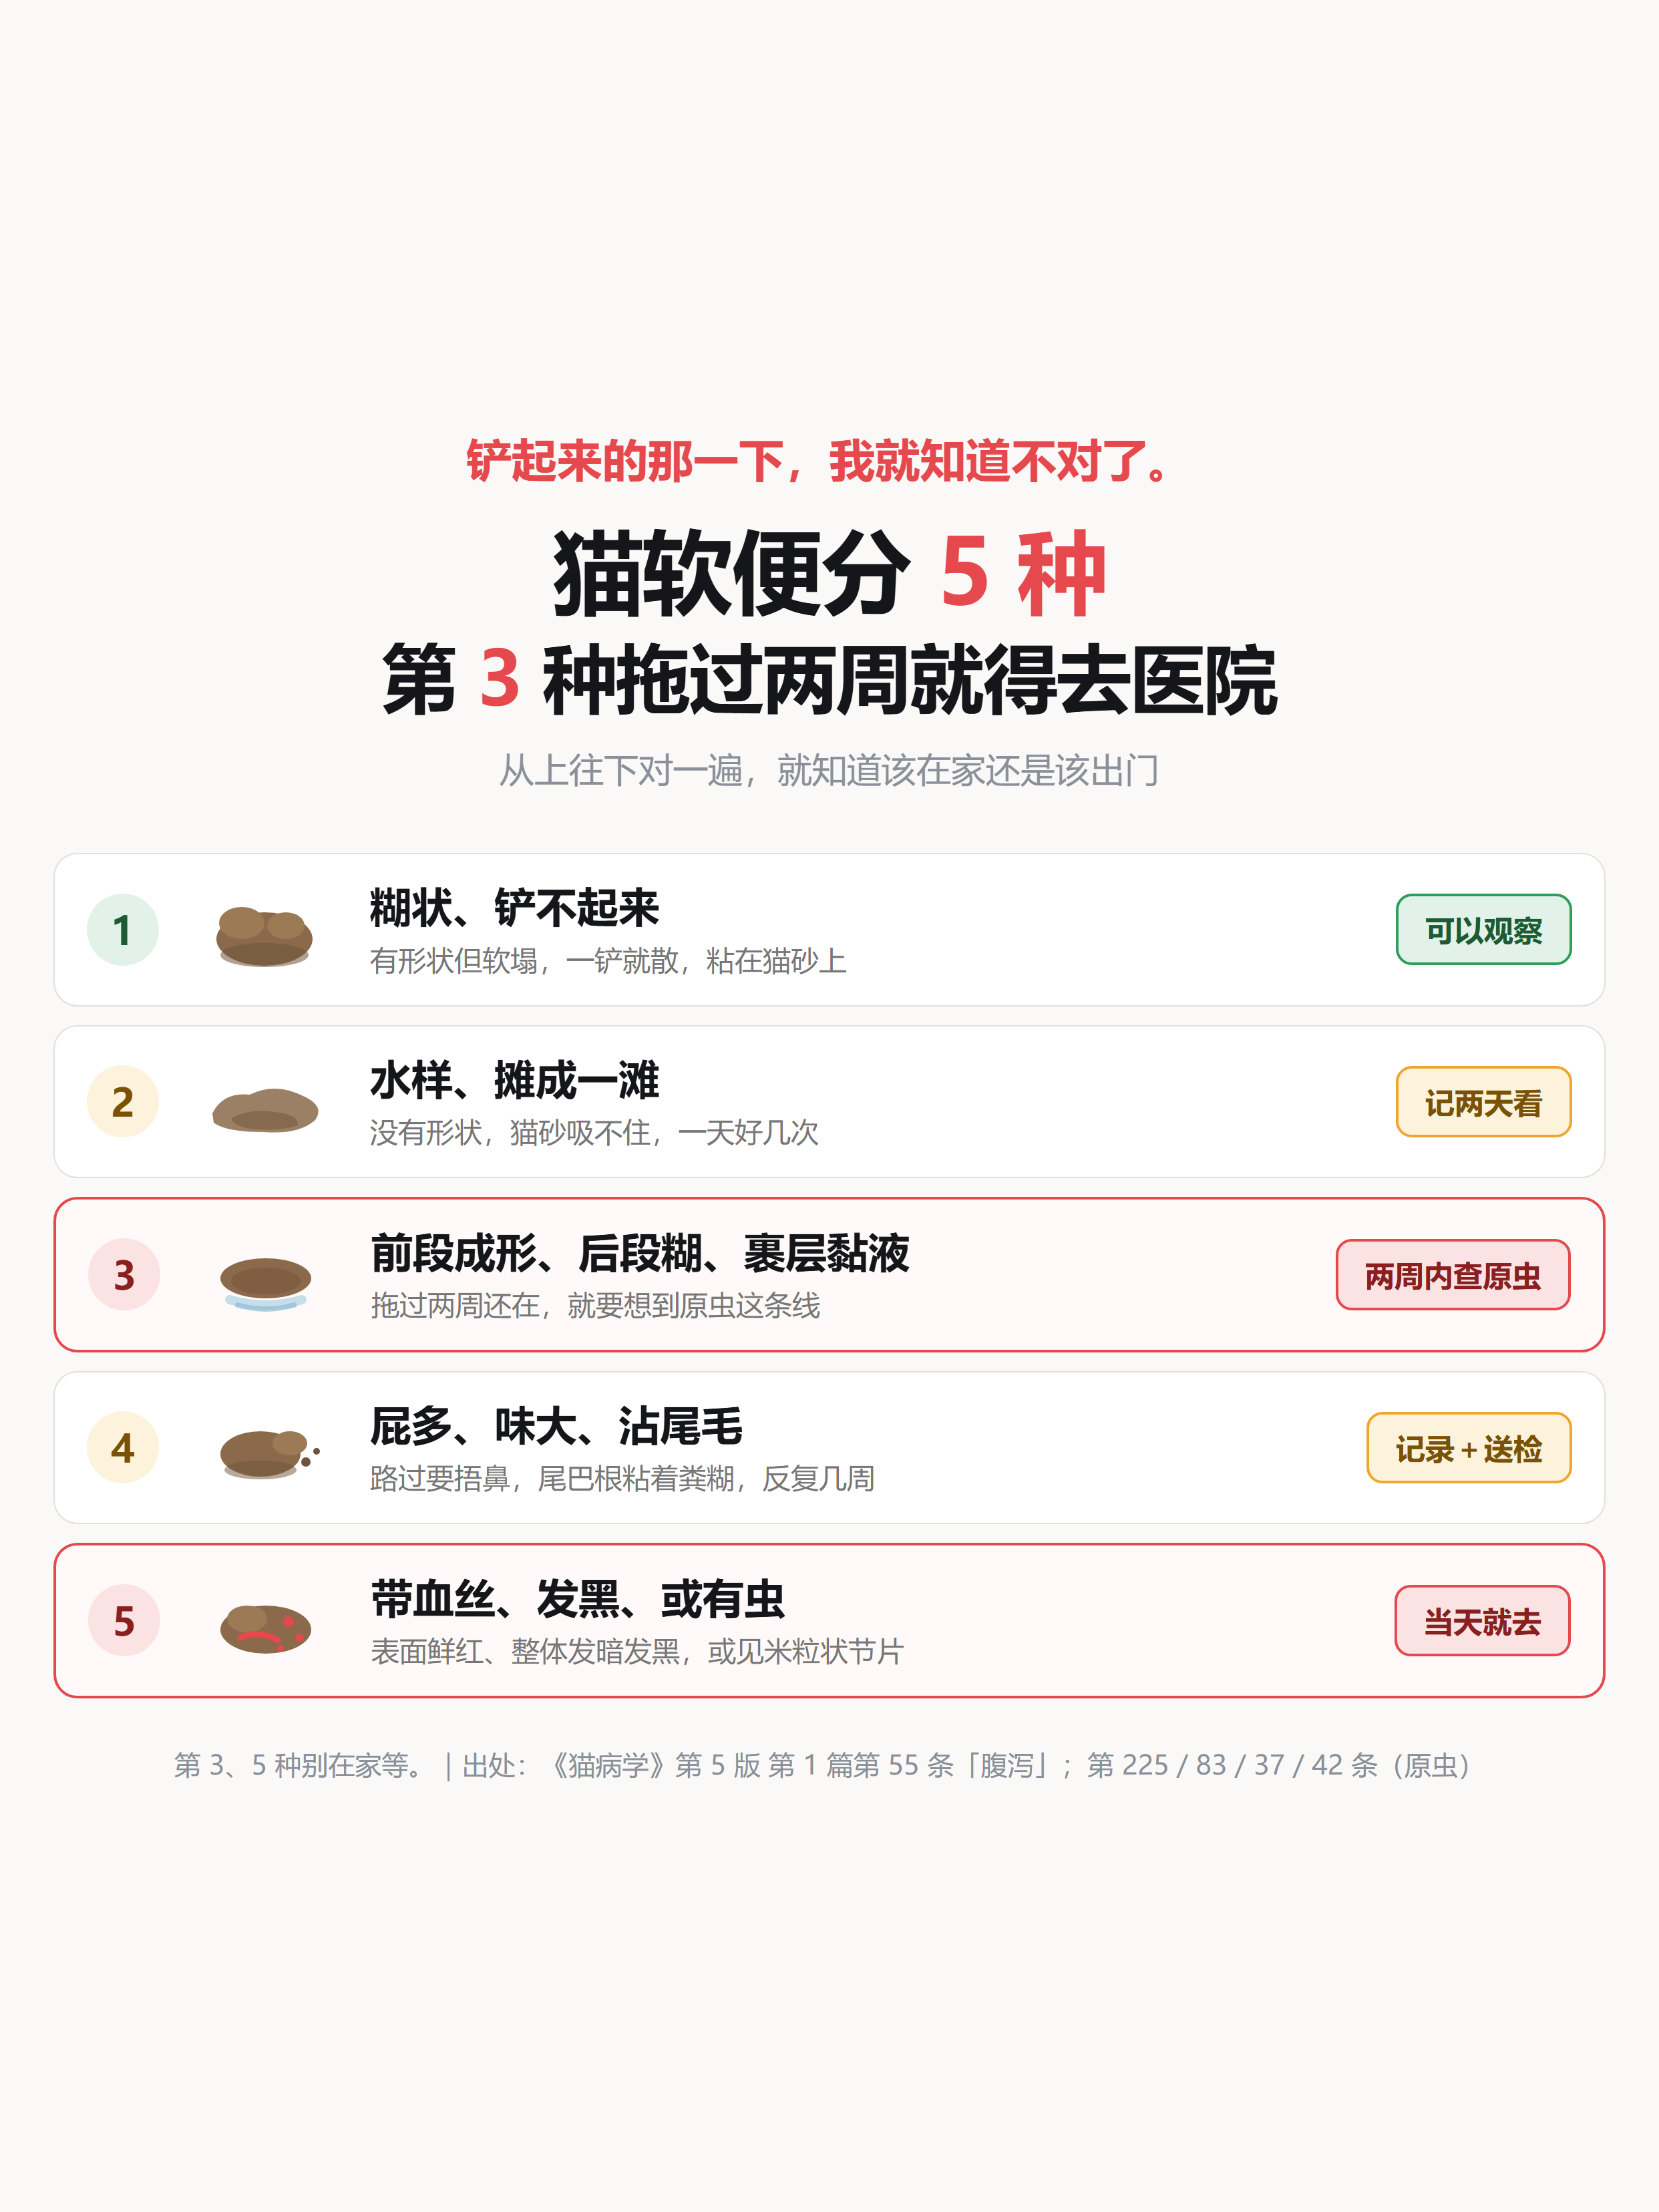 铲起来的那一下，我就知道不对了。
猫软便分 5 种
第 3 种拖过两周就得去医院
从上往下对一遍，就知道该在家还是该出门
1
糊状、铲不起来
有形状但软塌，一铲就散，粘在猫砂上
可以观察
2
水样、摊成一滩
没有形状，猫砂吸不住，一天好几次
记两天看
3
前段成形、后段糊、裹层黏液
拖过两周还在，就要想到原虫这条线
两周内查原虫
4
屁多、味大、沾尾毛
路过要捂鼻，尾巴根粘着粪糊，反复几周
记录 + 送检
5
带血丝、发黑、或有虫
表面鲜红、整体发暗发黑，或见米粒状节片
当天就去
第 3、5 种别在家等。 | 出处：《猫病学》第 5 版 第 1 篇第 55 条「腹泻」；第 225 / 83 / 37 / 42 条（原虫）